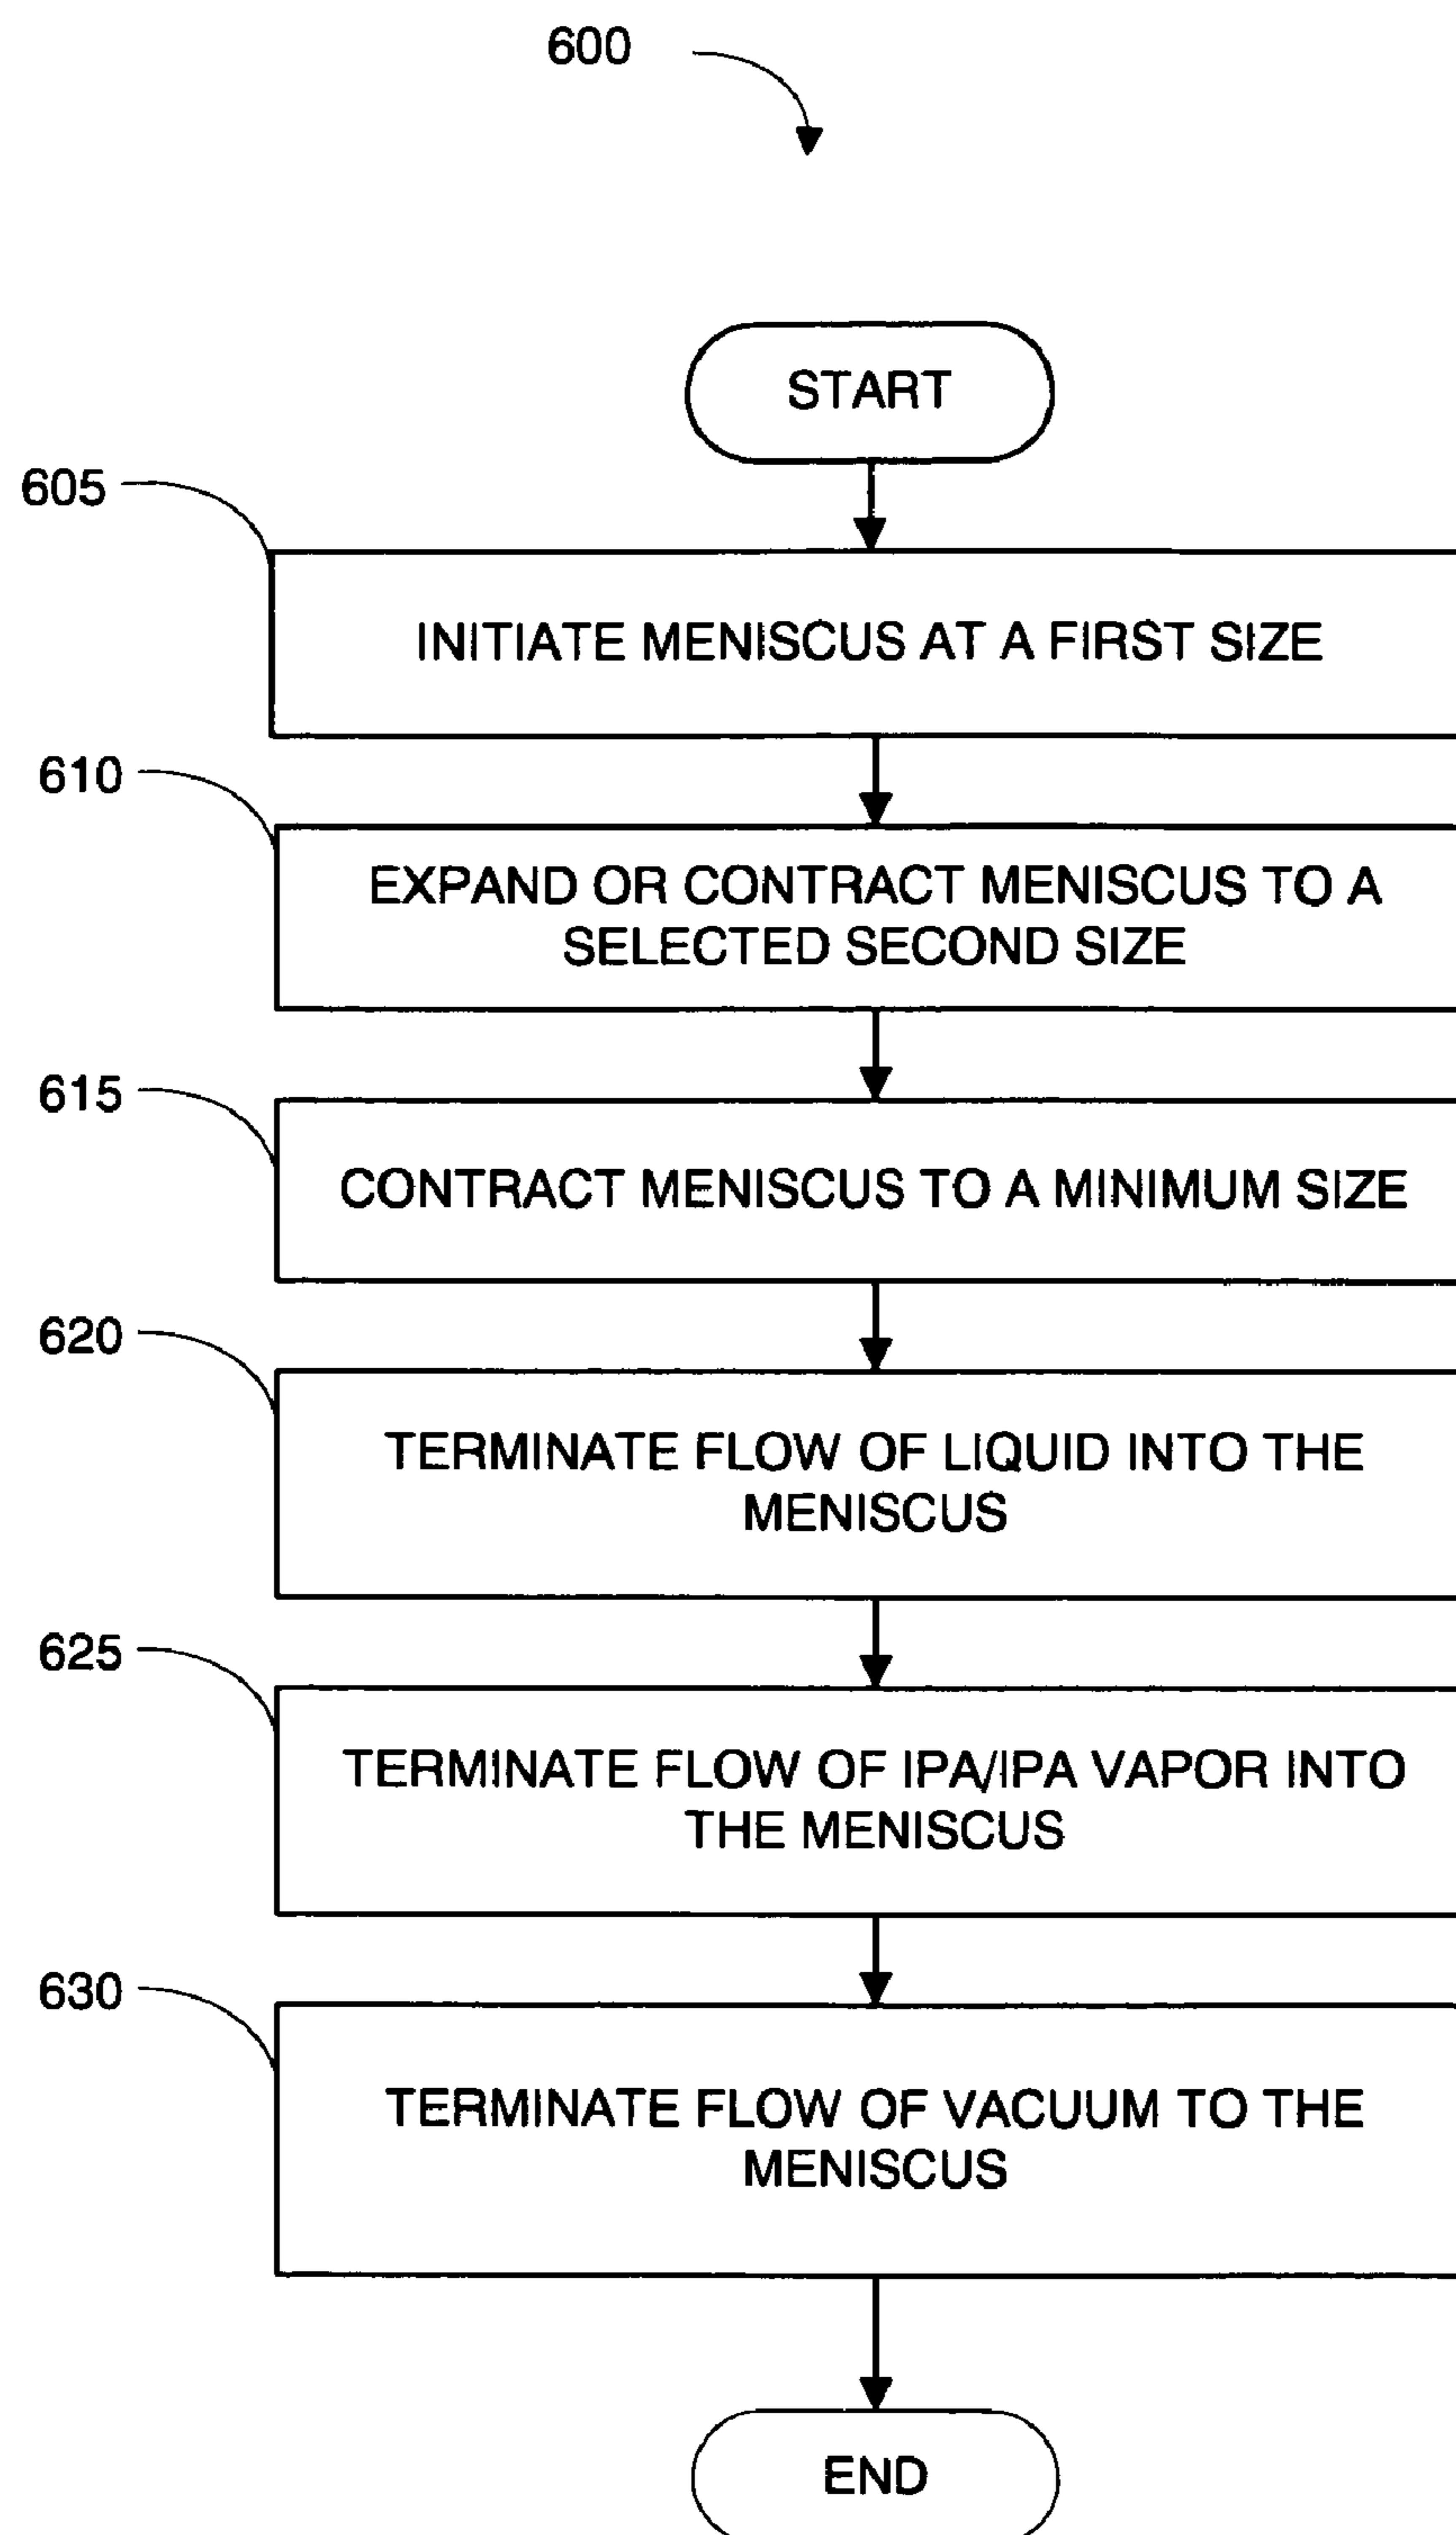 600
START
605
INITIATE MENISCUS AT A FIRST SIZE
610
EXPAND OR CONTRACT MENISCUS TO A
SELECTED SECOND SIZE
615
CONTRACT MENISCUS TO A MINIMUM SIZE
620
TERMINATE FLOW OF LIQUID INTO THE
MENISCUS
625
TERMINATE FLOW OF IPA/IPA VAPOR INTO
THE MENISCUS
630
TERMINATE FLOW OF VACUUM TO THE
MENISCUS
END